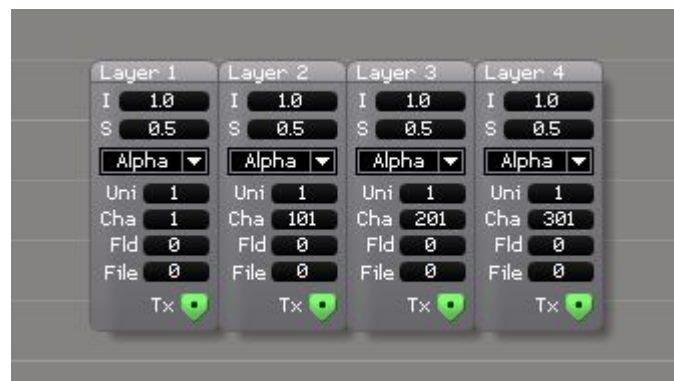 Layer 1 Layer 2 Layer 3 Layer 4
I 1.0 I 1.0 I 1.0 I 1.0
S 0.5 S 0.5 S 0.5 S 0.5
Alpha Alpha Alpha Alpha
Uni 1 Uni 1 Uni 1 Uni 1
Cha 1 Cha 101 Cha 201 Cha 301
Fld 0 Fld 0 Fld 0 Fld 0
File 0 File 0 File 0 File 0
Tx Tx Tx Tx